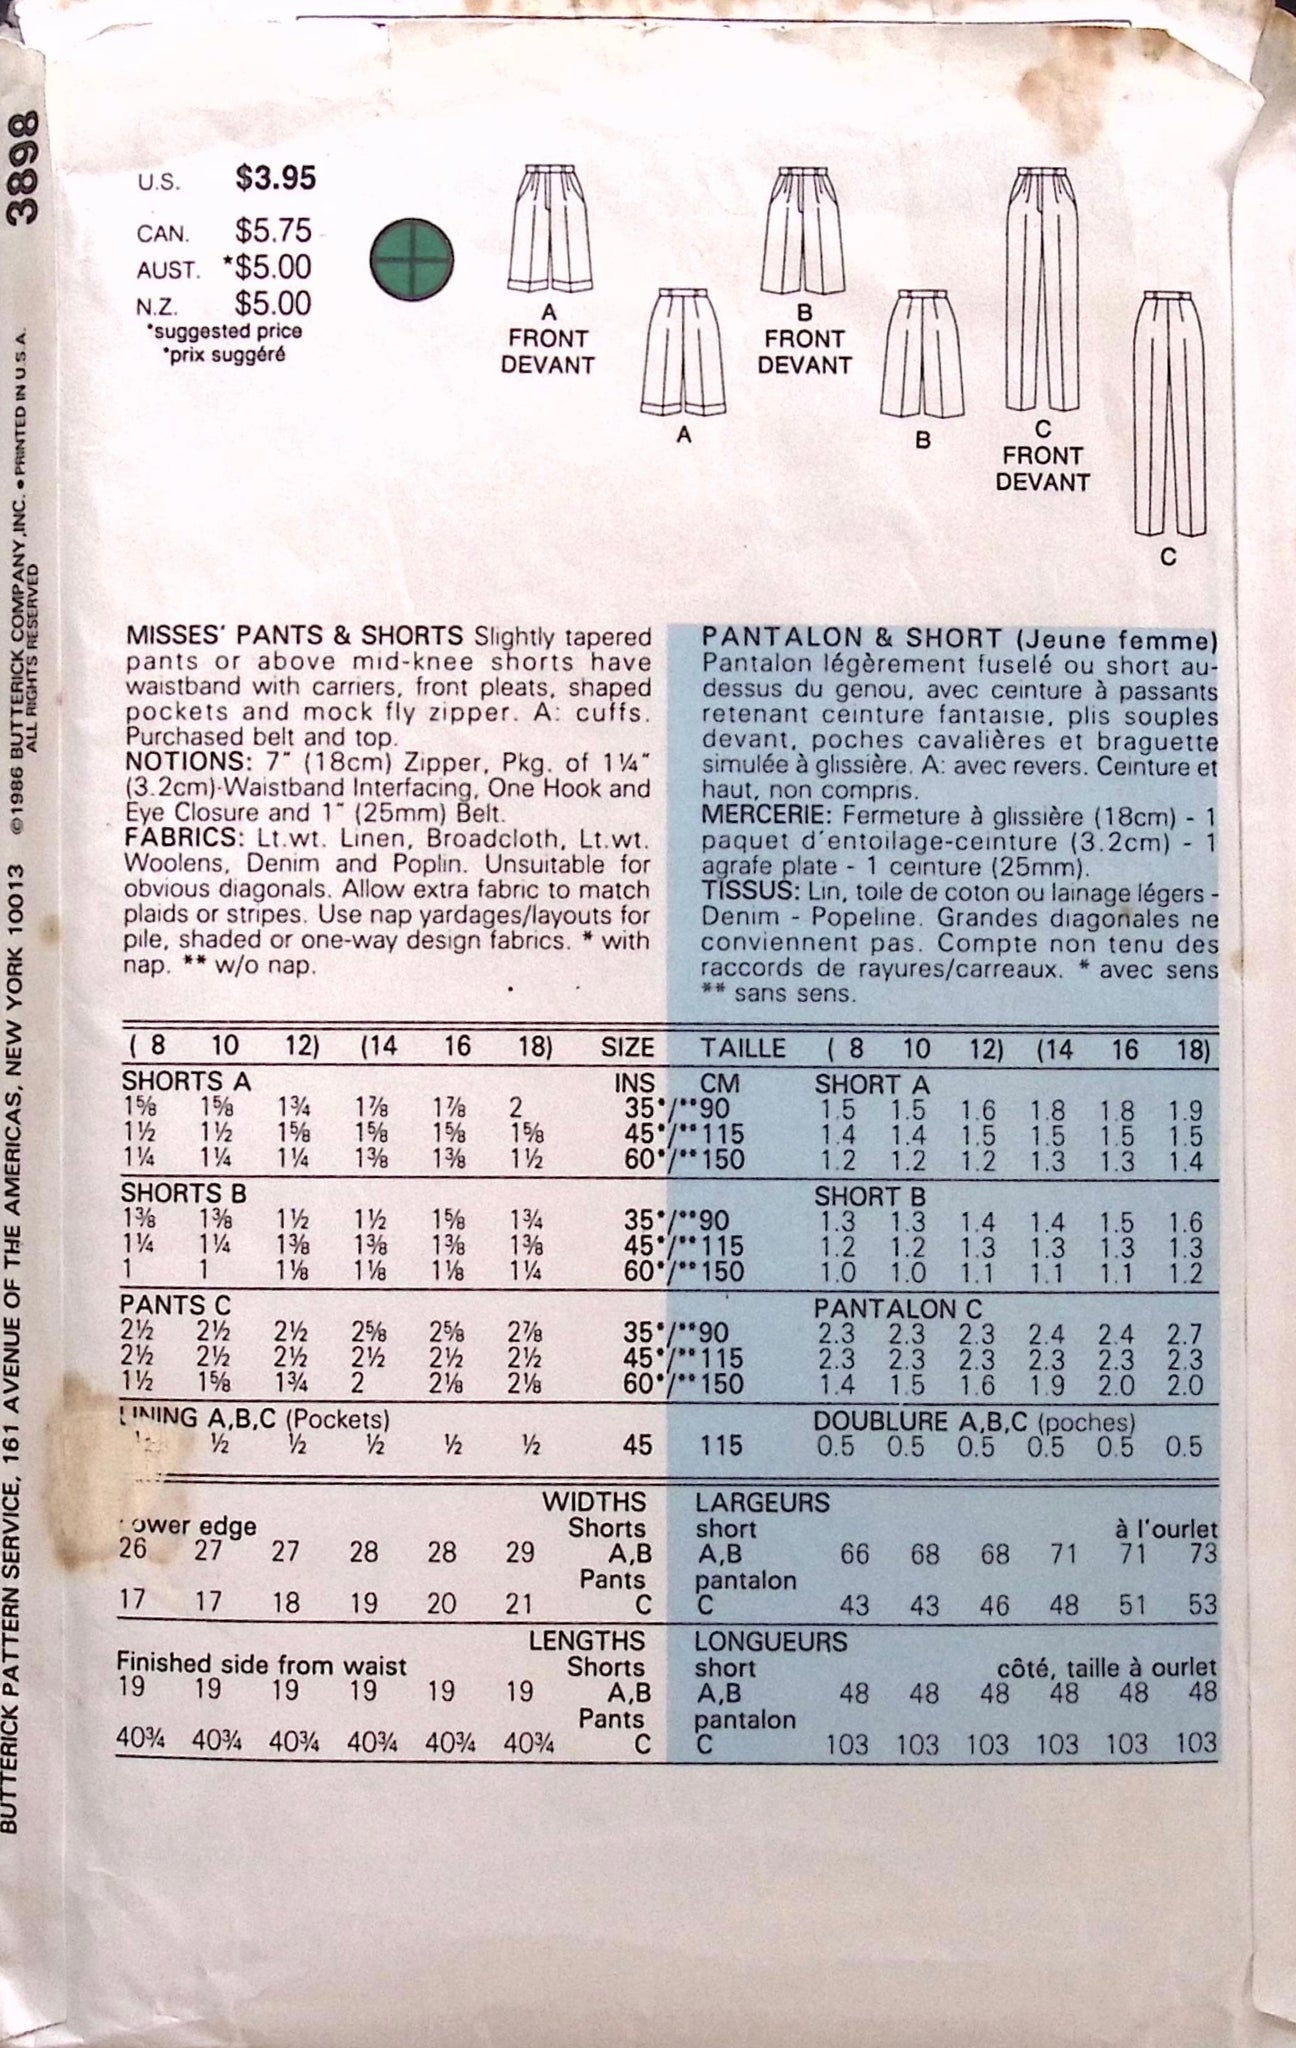 3898
©1986 BUTTERICK COMPANY, INC. • PRINTED IN U.S.A.
ALL RIGHTS RESERVED
BUTTERICK PATTERN SERVICE, 161 AVENUE OF THE AMERICAS, NEW YORK 10013
U.S. $3.95
CAN. $5.75
AUST. *$5.00
N.Z. $5.00
*suggested price
*prix suggéré
A
FRONT
DEVANT
A
B
FRONT
DEVANT
B
C
FRONT
DEVANT
C
MISSES' PANTS & SHORTS Slightly tapered
pants or above mid-knee shorts have
waistband with carriers, front pleats, shaped
pockets and mock fly zipper. A: cuffs.
Purchased belt and top.
NOTIONS: 7" (18cm) Zipper, Pkg. of 1¼"
(3.2cm)-Waistband Interfacing, One Hook and
Eye Closure and 1" (25mm) Belt.
FABRICS: Lt.wt. Linen, Broadcloth, Lt.wt.
Woolens, Denim and Poplin. Unsuitable for
obvious diagonals. Allow extra fabric to match
plaids or stripes. Use nap yardages/layouts for
pile, shaded or one-way design fabrics. * with
nap. ** w/o nap.
PANTALON & SHORT (Jeune femme)
Pantalon légèrement fuselé ou short au-
dessus du genou, avec ceinture à passants
retenant ceinture fantaisie, plis souples
devant, poches cavalières et braguette
simulée à glissière. A: avec revers. Ceinture et
haut, non compris.
MERCERIE: Fermeture à glissière (18cm) - 1
paquet d'entoilage-ceinture (3.2cm) - 1
agrafe plate - 1 ceinture (25mm).
TISSUS: Lin, toile de coton ou lainage légers -
Denim - Popeline. Grandes diagonales ne
conviennent pas. Compte non tenu des
raccords de rayures/carreaux. * avec sens
** sans sens.
( 8 10 12) (14 16 18) SIZE TAILLE ( 8 10 12) (14 16 18)
SHORTS A INS CM SHORT A
1⅝ 1⅝ 1¾ 1⅞ 1⅞ 2 35*/**90 1.5 1.5 1.6 1.8 1.8 1.9
1½ 1½ 1⅝ 1⅝ 1⅝ 1⅝ 45*/**115 1.4 1.4 1.5 1.5 1.5 1.5
1¼ 1¼ 1¼ 1⅜ 1⅜ 1½ 60*/**150 1.2 1.2 1.2 1.3 1.3 1.4
SHORTS B SHORT B
1⅜ 1⅜ 1½ 1½ 1⅝ 1¾ 35*/**90 1.3 1.3 1.4 1.4 1.5 1.6
1¼ 1¼ 1⅜ 1⅜ 1⅜ 1⅜ 45*/**115 1.2 1.2 1.3 1.3 1.3 1.3
1 1 1⅛ 1⅛ 1⅛ 1¼ 60*/**150 1.0 1.0 1.1 1.1 1.1 1.2
PANTS C PANTALON C
2½ 2½ 2½ 2⅝ 2⅝ 2⅞ 35*/**90 2.3 2.3 2.3 2.4 2.4 2.7
2½ 2½ 2½ 2½ 2½ 2½ 45*/**115 2.3 2.3 2.3 2.3 2.3 2.3
1½ 1⅝ 1¾ 2 2⅛ 2⅛ 60*/**150 1.4 1.5 1.6 1.9 2.0 2.0
LINING A,B,C (Pockets) DOUBLURE A,B,C (poches)
½ ½ ½ ½ ½ 45 115 0.5 0.5 0.5 0.5 0.5 0.5
WIDTHS LARGEURS
Lower edge Shorts short à l'ourlet
26 27 27 28 28 29 A,B A,B 66 68 68 71 71 73
Pants pantalon
17 17 18 19 20 21 C C 43 43 46 48 51 53
LENGTHS LONGUEURS
Finished side from waist Shorts short côté, taille à ourlet
19 19 19 19 19 19 A,B A,B 48 48 48 48 48 48
Pants pantalon
40¾ 40¾ 40¾ 40¾ 40¾ 40¾ C C 103 103 103 103 103 103